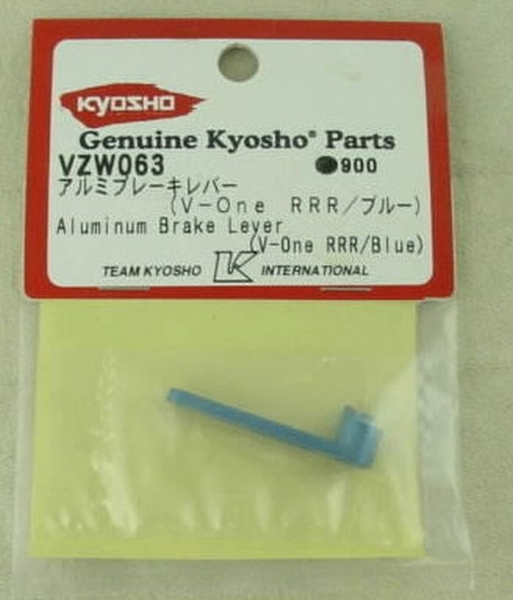 KYOSHO
Genuine Kyosho® Parts
VZW063 ●900
アルミブレーキレバー
(V-One RRR/ブルー)
Aluminum Brake Lever
(V-One RRR/Blue)
TEAM KYOSHO K INTERNATIONAL